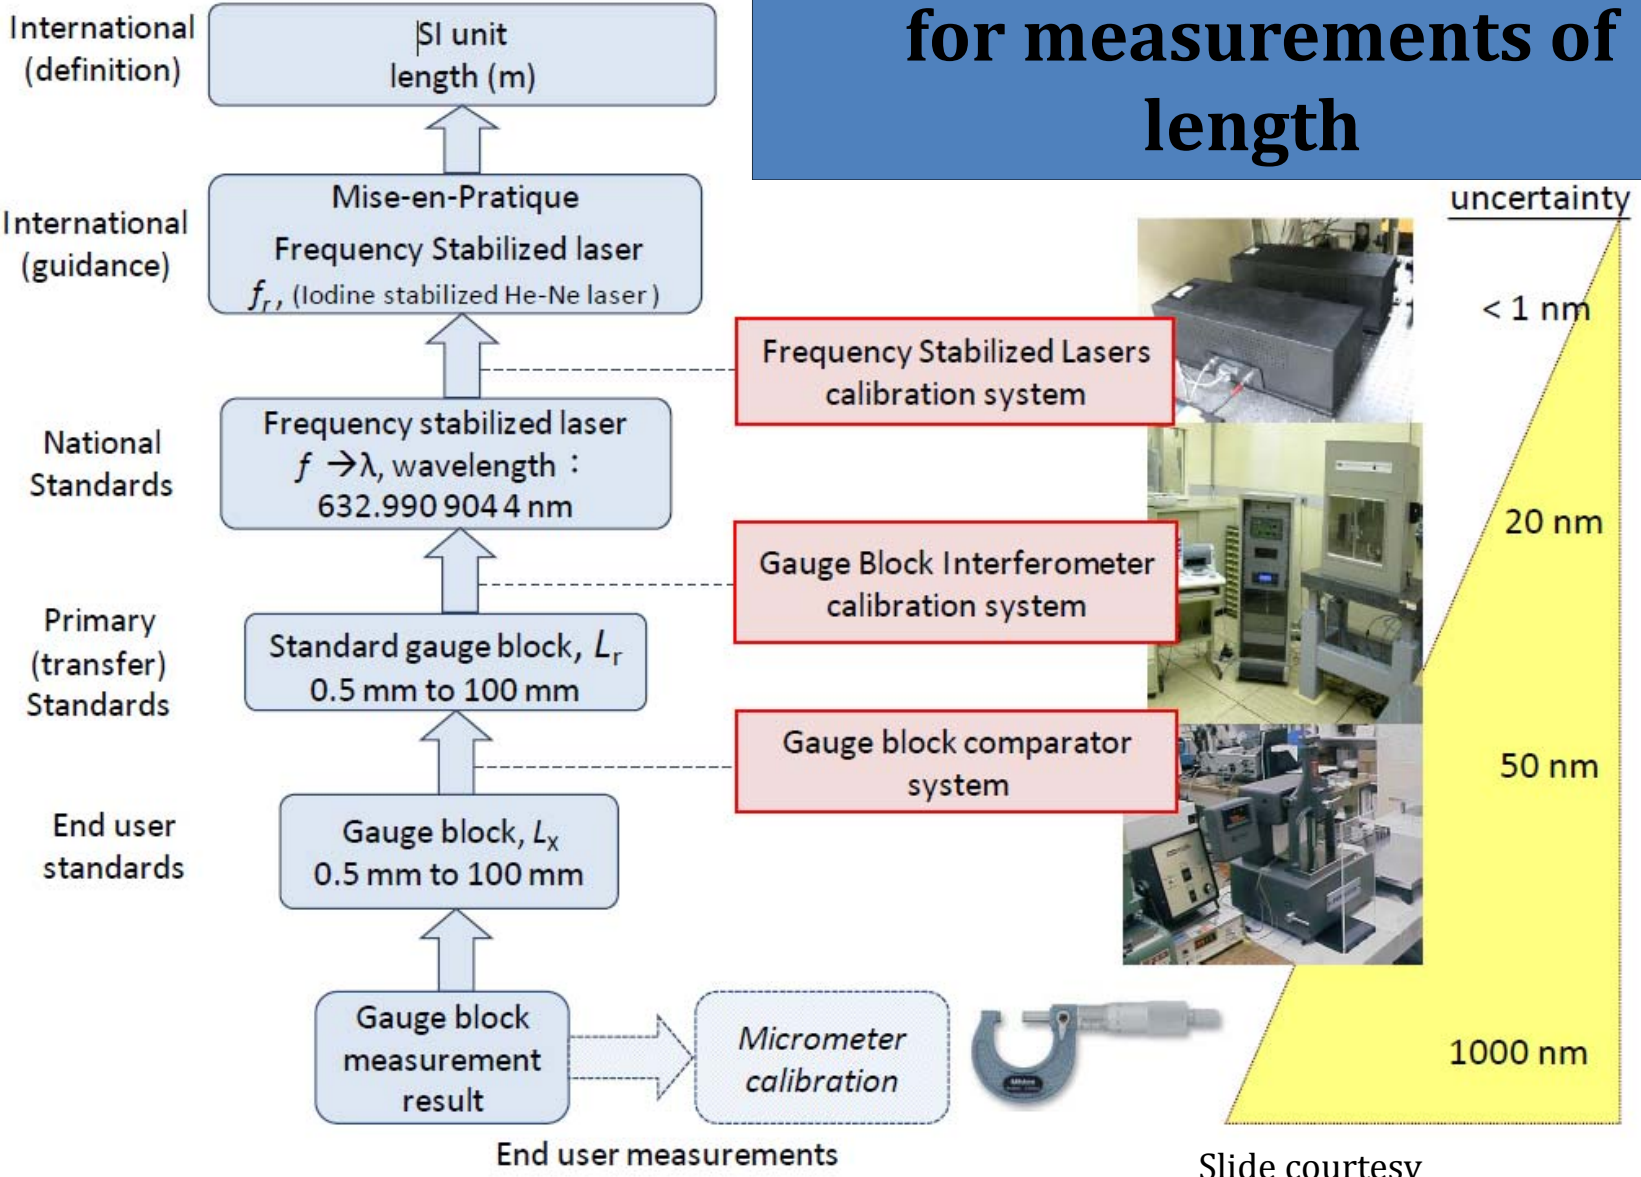 for measurements of
length
International
(definition)
SI unit
length (m)
International
(guidance)
Mise-en-Pratique
Frequency Stabilized laser
fr, (Iodine stabilized He-Ne laser)
National
Standards
Frequency stabilized laser
f →λ, wavelength :
632.990 904 4 nm
Primary
(transfer)
Standards
Standard gauge block, Lr
0.5 mm to 100 mm
End user
standards
Gauge block, Lx
0.5 mm to 100 mm
Gauge block
measurement
result
Micrometer
calibration
End user measurements
Frequency Stabilized Lasers
calibration system
Gauge Block Interferometer
calibration system
Gauge block comparator
system
uncertainty
< 1 nm
20 nm
50 nm
1000 nm
Mitutoyo
Slide courtesy